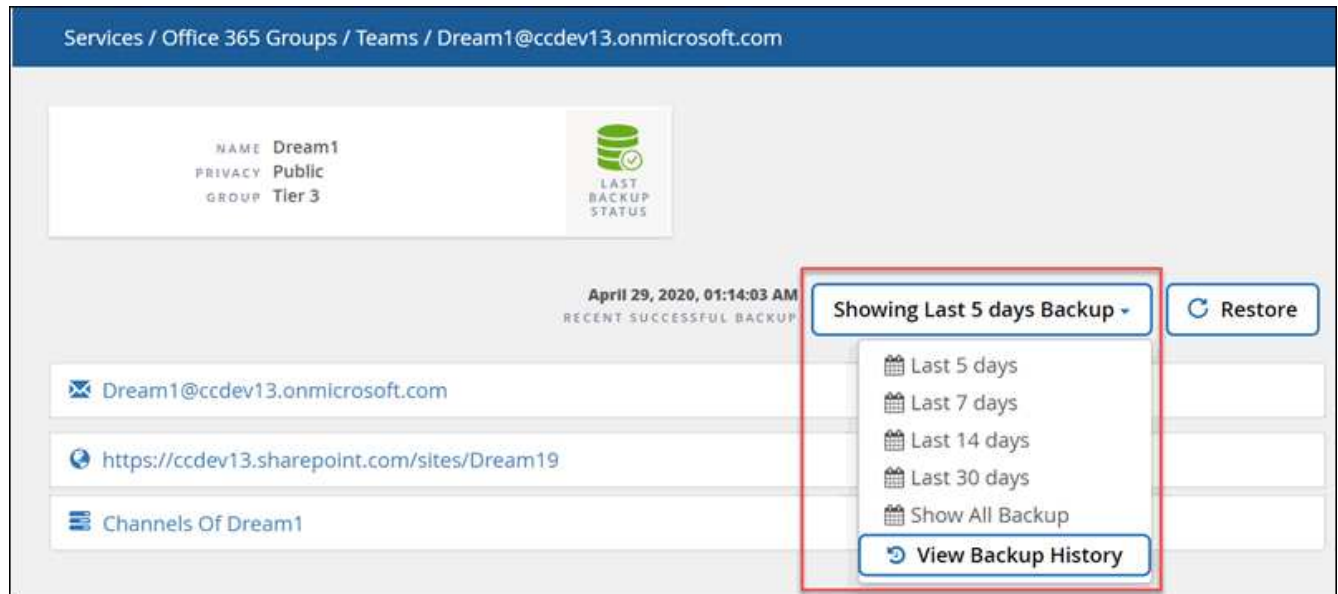 Services / Office 365 Groups / Teams / Dream1@ccdev13.onmicrosoft.com
NAME Dream1
PRIVACY Public
GROUP Tier 3
LAST
BACKUP
STATUS
April 29, 2020, 01:14:03 AM
RECENT SUCCESSFUL BACKUP
Showing Last 5 days Backup
Restore
Last 5 days
Last 7 days
Last 14 days
Last 30 days
Show All Backup
View Backup History
Dream1@ccdev13.onmicrosoft.com
https://ccdev13.sharepoint.com/sites/Dream19
Channels Of Dream1